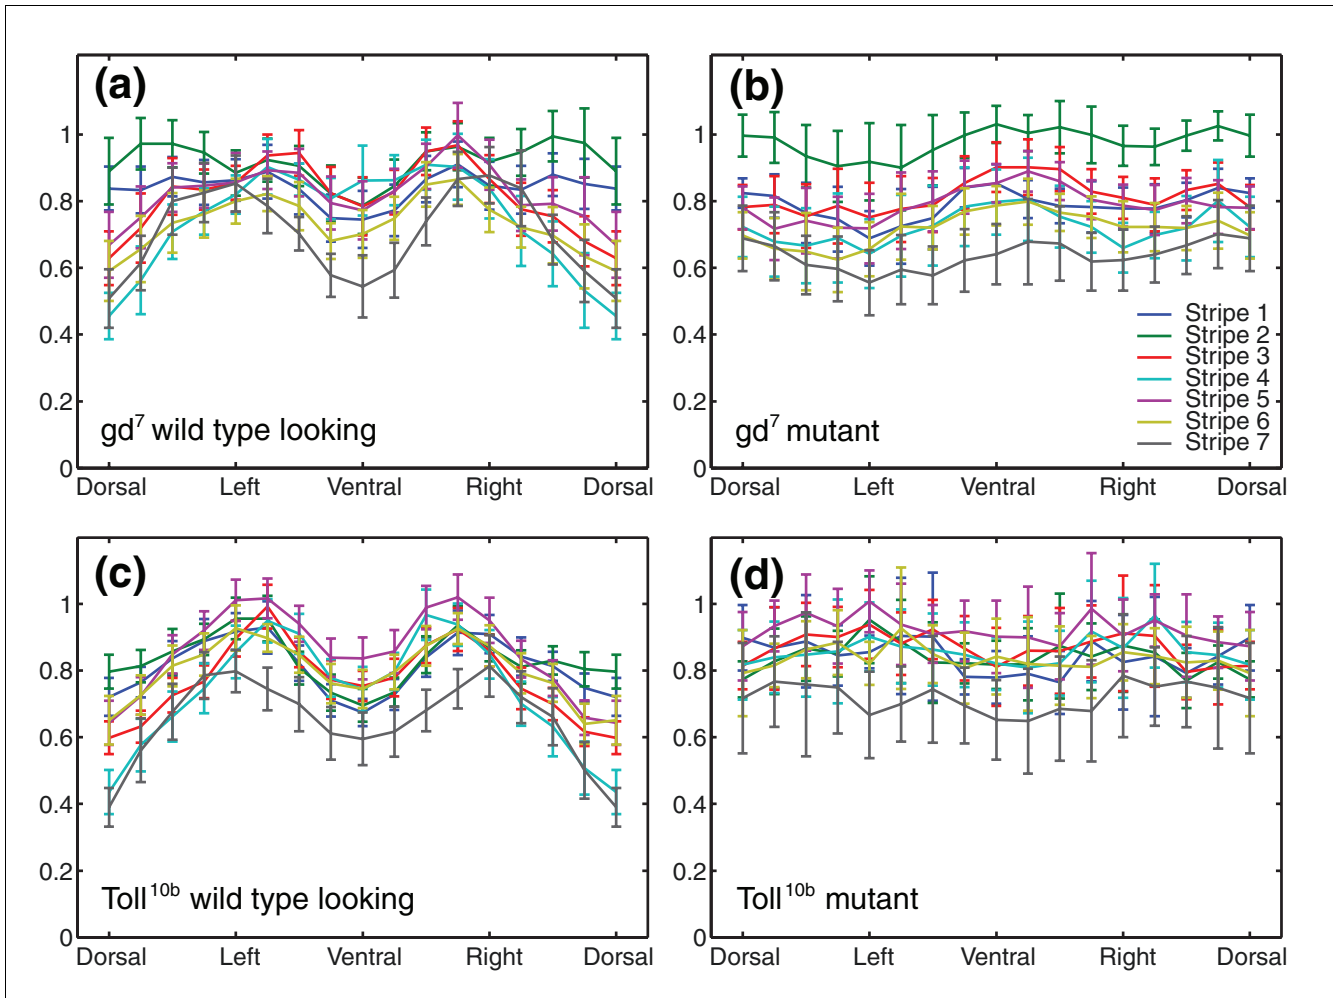 (a)
1
0.8
0.6
0.4
0.2
0
gd⁷ wild type looking
Dorsal Left Ventral Right Dorsal
(b)
1
0.8
0.6
0.4
0.2
0
Stripe 1
Stripe 2
Stripe 3
Stripe 4
Stripe 5
Stripe 6
Stripe 7
gd⁷ mutant
Dorsal Left Ventral Right Dorsal
(c)
1
0.8
0.6
0.4
0.2
0
Toll¹⁰ᵇ wild type looking
Dorsal Left Ventral Right Dorsal
(d)
1
0.8
0.6
0.4
0.2
0
Toll¹⁰ᵇ mutant
Dorsal Left Ventral Right Dorsal